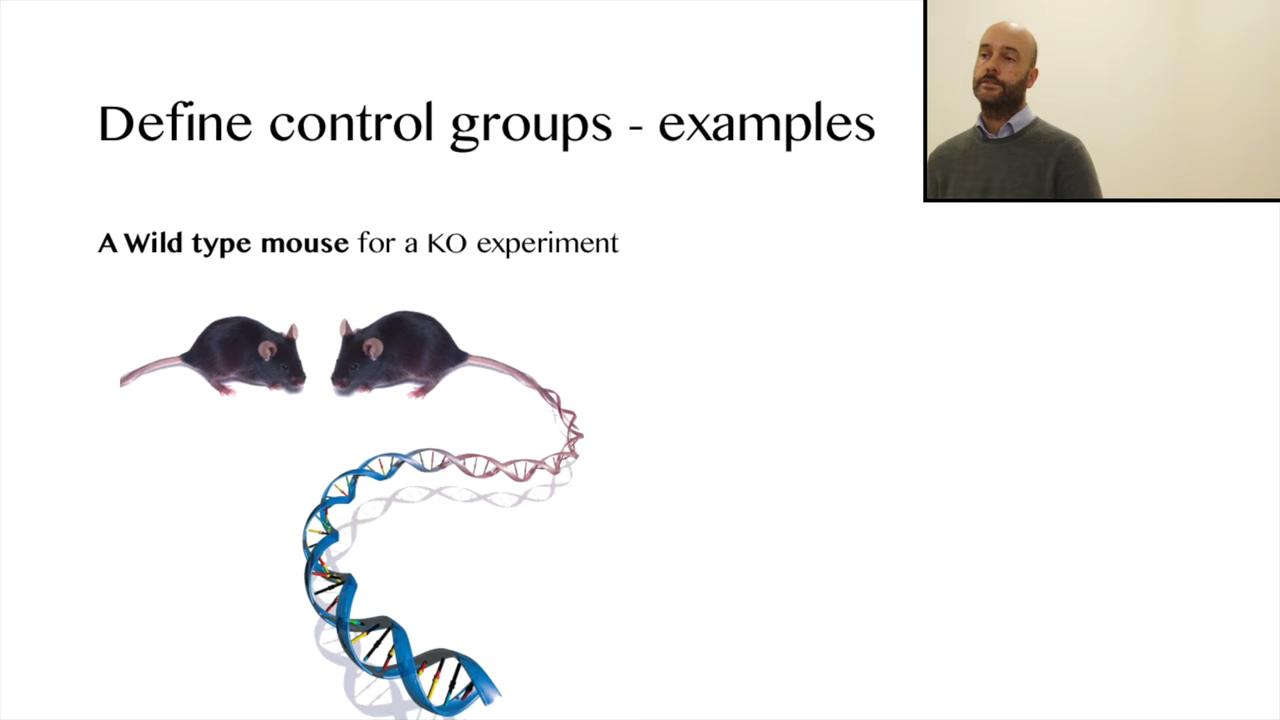 Define control groups - examples
A Wild type mouse for a KO experiment